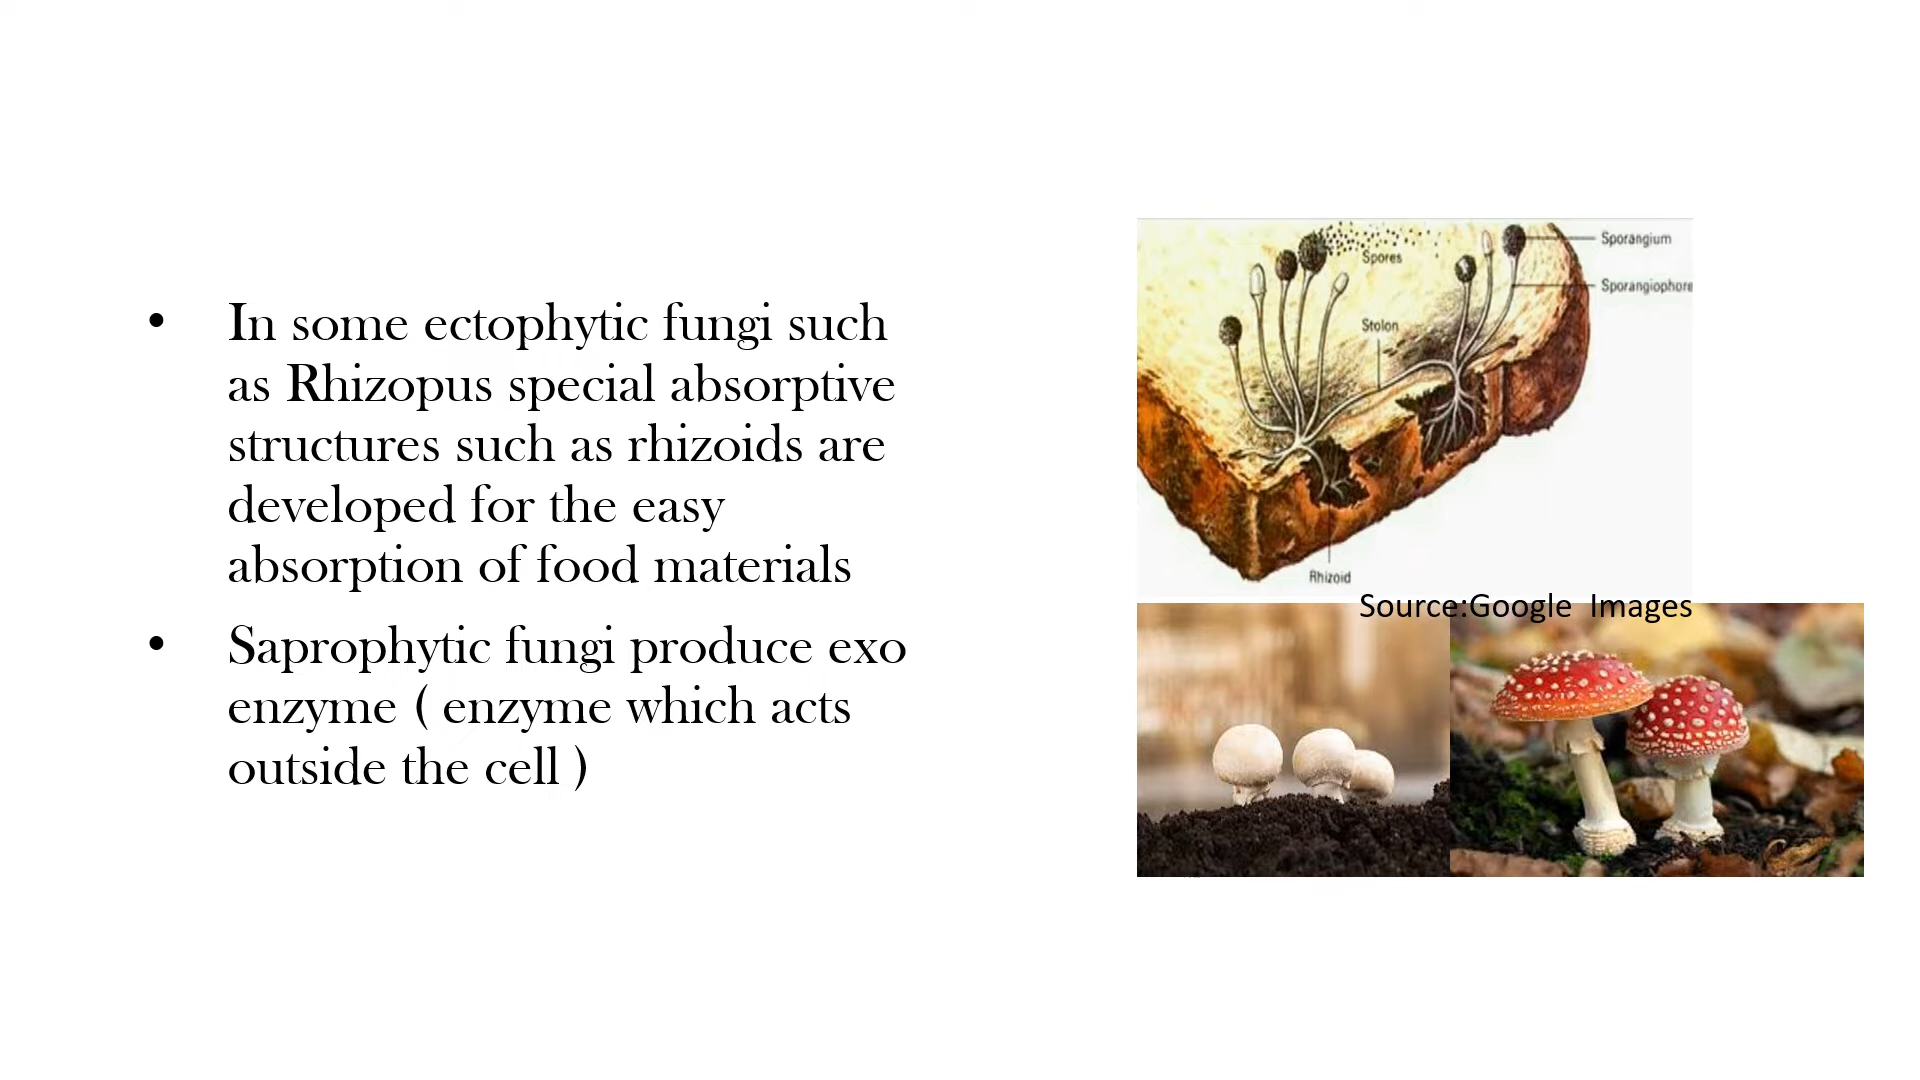 • In some ectophytic fungi such
as Rhizopus special absorptive
structures such as rhizoids are
developed for the easy
absorption of food materials
• Saprophytic fungi produce exo
enzyme ( enzyme which acts
outside the cell )
Sporangium
Spores
Sporangiophore
Stolon
Rhizoid
Source:Google Images